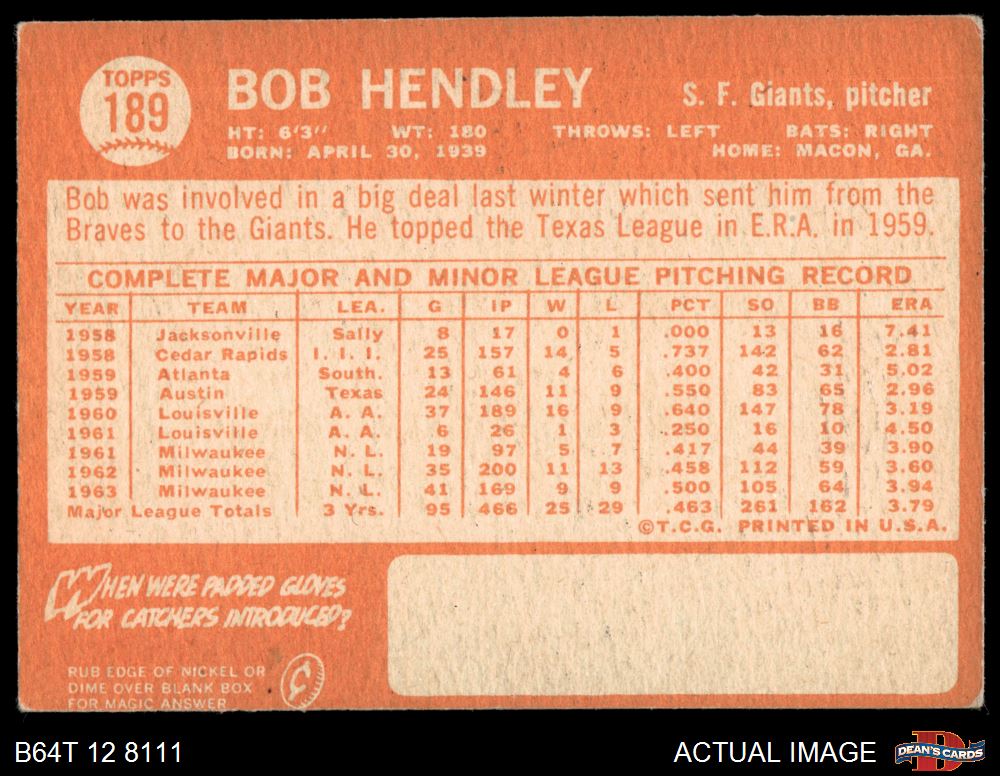 TOPPS
189
BOB HENDLEY
S. F. Giants, pitcher
HT: 6'3" WT: 180 THROWS: LEFT BATS: RIGHT
BORN: APRIL 30, 1939 HOME: MACON, GA.
Bob was involved in a big deal last winter which sent him from the
Braves to the Giants. He topped the Texas League in E.R.A. in 1959.
COMPLETE MAJOR AND MINOR LEAGUE PITCHING RECORD
YEAR TEAM LEA. G IP W L PCT SO BB ERA
1958 Jacksonville Sally 8 17 0 1 .000 13 16 7.41
1958 Cedar Rapids I. I. I. 25 157 14 5 .737 142 62 2.81
1959 Atlanta South. 13 61 4 6 .400 42 31 5.02
1959 Austin Texas 24 146 11 9 .550 83 65 2.96
1960 Louisville A. A. 37 189 16 9 .640 147 78 3.19
1961 Louisville A. A. 6 26 1 3 .250 16 10 4.50
1961 Milwaukee N. L. 19 97 5 7 .417 44 39 3.90
1962 Milwaukee N. L. 35 200 11 13 .458 112 59 3.60
1963 Milwaukee N. L. 41 169 9 9 .500 105 64 3.94
Major League Totals 3 Yrs. 95 466 25 29 .463 261 162 3.79
©T.C.G. PRINTED IN U.S.A.
WHEN WERE PADDED GLOVES
FOR CATCHERS INTRODUCED?
RUB EDGE OF NICKEL OR
DIME OVER BLANK BOX
FOR MAGIC ANSWER
¢
B64T 12 8111
ACTUAL IMAGE
D
DEAN'S CARDS